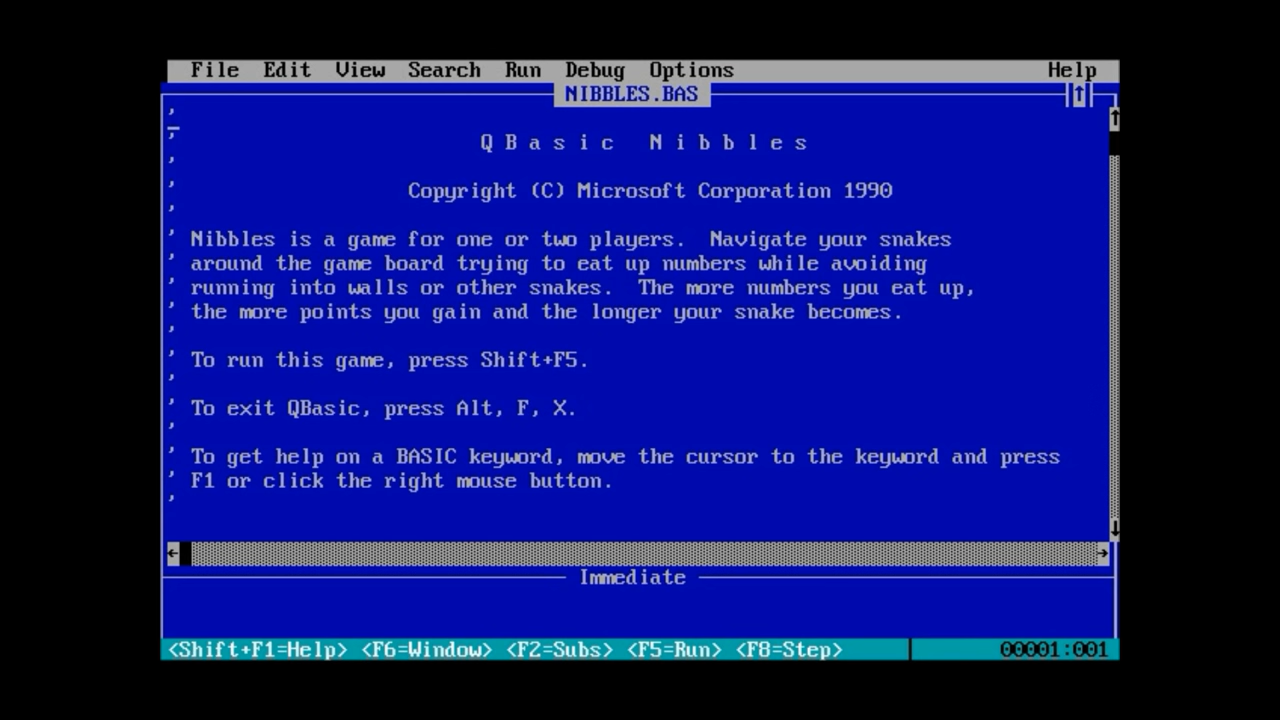 File Edit View Search Run Debug Options Help
NIBBLES.BAS ↑
'
' Q B a s i c   N i b b l e s
'
' Copyright (C) Microsoft Corporation 1990
'
' Nibbles is a game for one or two players.  Navigate your snakes
' around the game board trying to eat up numbers while avoiding
' running into walls or other snakes.  The more numbers you eat up,
' the more points you gain and the longer your snake becomes.
'
' To run this game, press Shift+F5.
'
' To exit QBasic, press Alt, F, X.
'
' To get help on a BASIC keyword, move the cursor to the keyword and press
' F1 or click the right mouse button.
'
Immediate
<Shift+F1=Help> <F6=Window> <F2=Subs> <F5=Run> <F8=Step> 00001:001